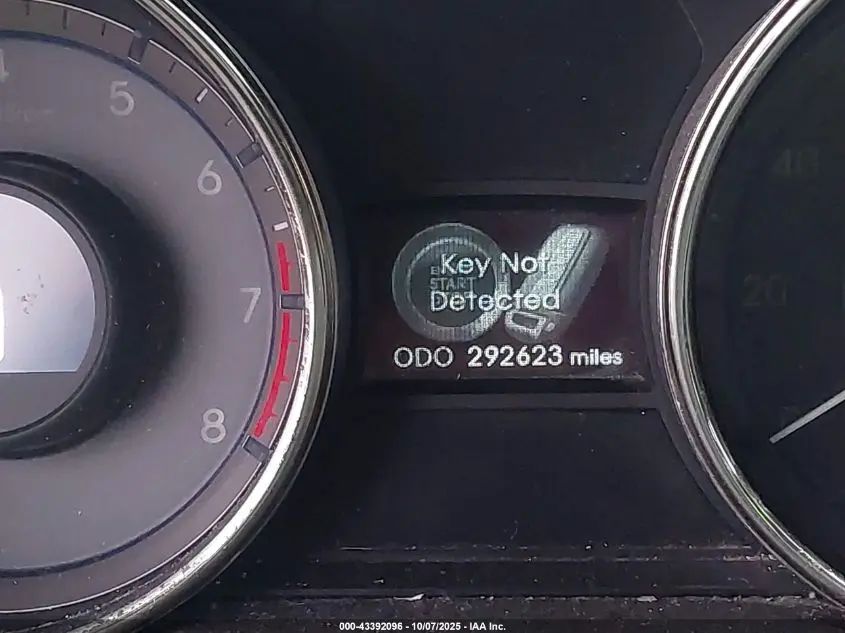 5
6
7
8
Key Not
Detected
START
ODO 292623 miles
40
20
000-43392096 - 10/07/2025 - IAA Inc.